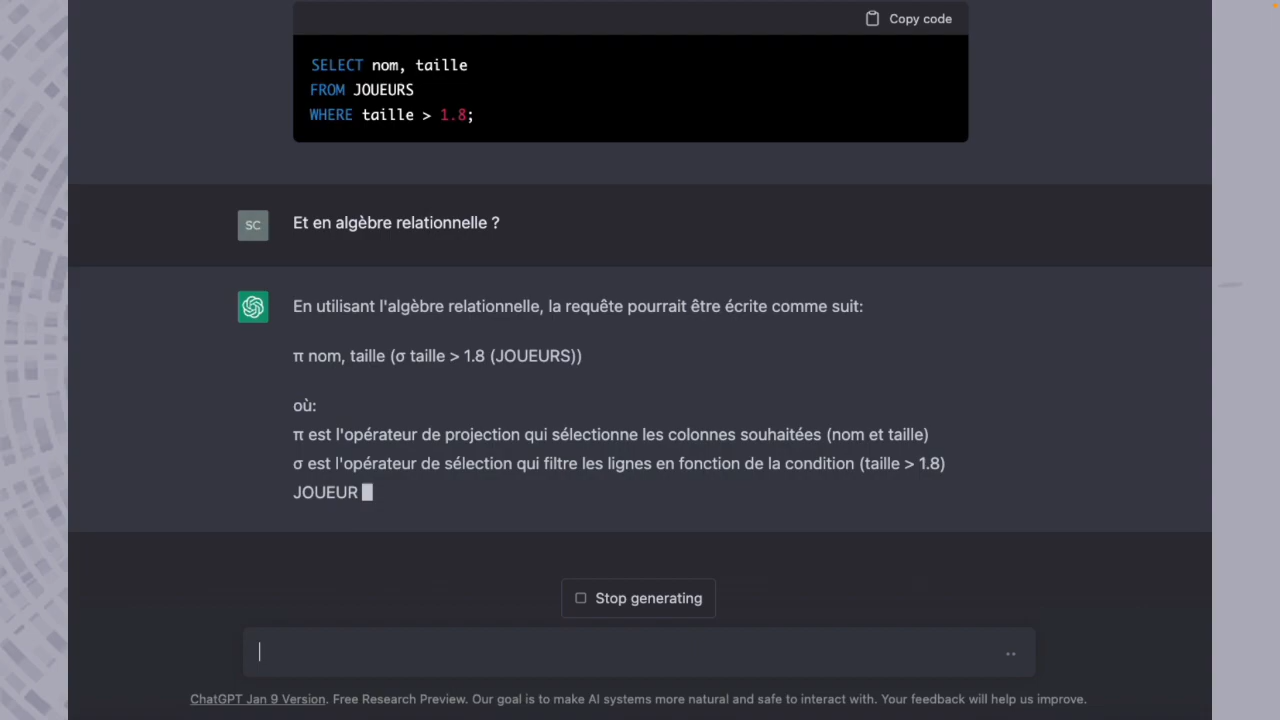 Copy code
SELECT nom, taille
FROM JOUEURS
WHERE taille > 1.8;
SC
Et en algèbre relationnelle ?
En utilisant l'algèbre relationnelle, la requête pourrait être écrite comme suit:
π nom, taille (σ taille > 1.8 (JOUEURS))
où:
π est l'opérateur de projection qui sélectionne les colonnes souhaitées (nom et taille)
σ est l'opérateur de sélection qui filtre les lignes en fonction de la condition (taille > 1.8)
JOUEUR
Stop generating
ChatGPT Jan 9 Version. Free Research Preview. Our goal is to make AI systems more natural and safe to interact with. Your feedback will help us improve.